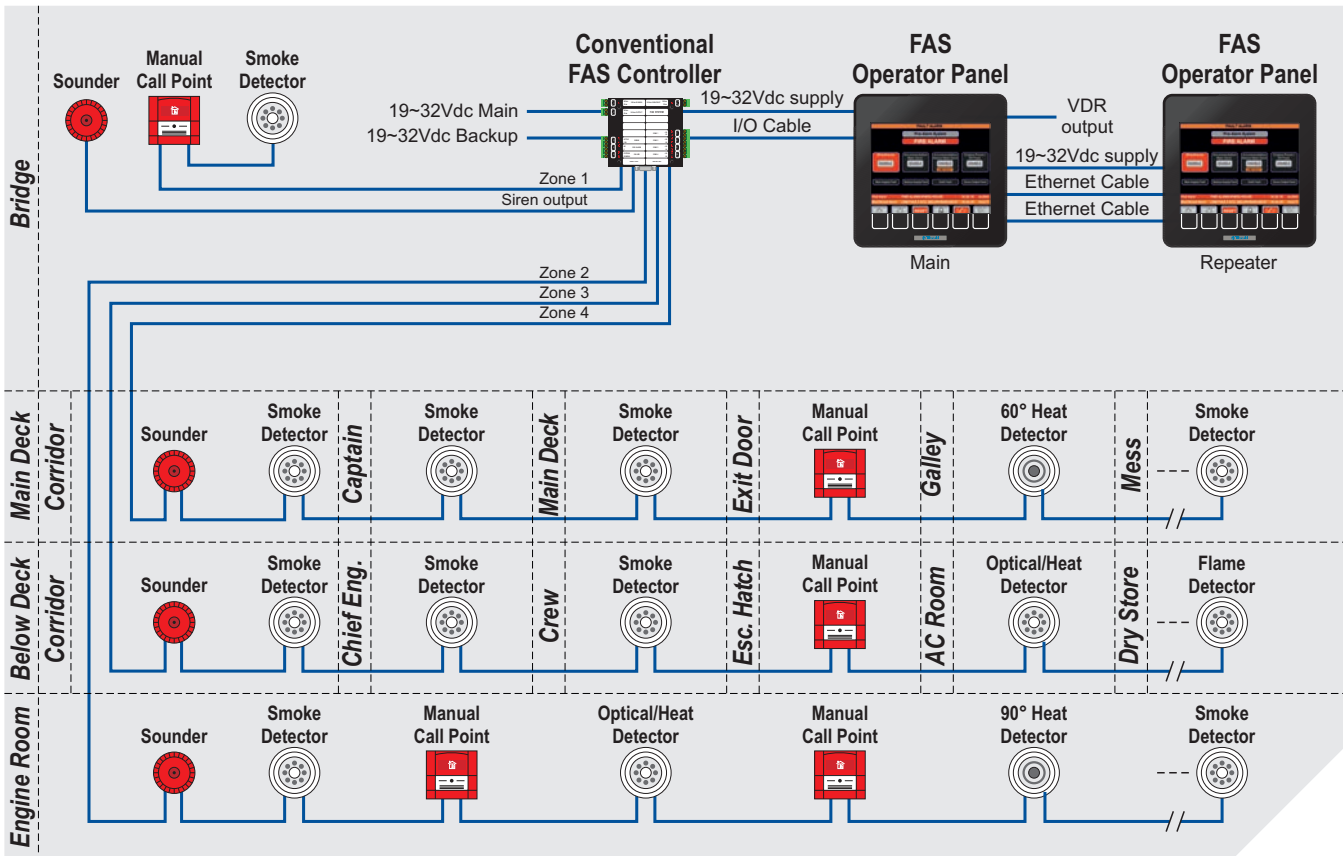 Conventional
FAS Controller
FAS
Operator Panel
FAS
Operator Panel
Sounder
Manual
Call Point
Smoke
Detector
19~32Vdc Main
19~32Vdc Backup
19~32Vdc supply
I/O Cable
VDR
output
19~32Vdc supply
Ethernet Cable
Ethernet Cable
Main
Repeater
FIRE ALARM
FIRE ALARM
Zone 1
Siren output
Zone 2
Zone 3
Zone 4
Bridge
Main Deck
Corridor
Sounder
Smoke
Detector
Captain
Smoke
Detector
Main Deck
Smoke
Detector
Exit Door
Manual
Call Point
Galley
60° Heat
Detector
Mess
Smoke
Detector
Below Deck
Corridor
Sounder
Smoke
Detector
Chief Eng.
Smoke
Detector
Crew
Smoke
Detector
Esc. Hatch
Manual
Call Point
AC Room
Optical/Heat
Detector
Dry Store
Flame
Detector
Engine Room
Sounder
Smoke
Detector
Manual
Call Point
Optical/Heat
Detector
Manual
Call Point
90° Heat
Detector
Smoke
Detector